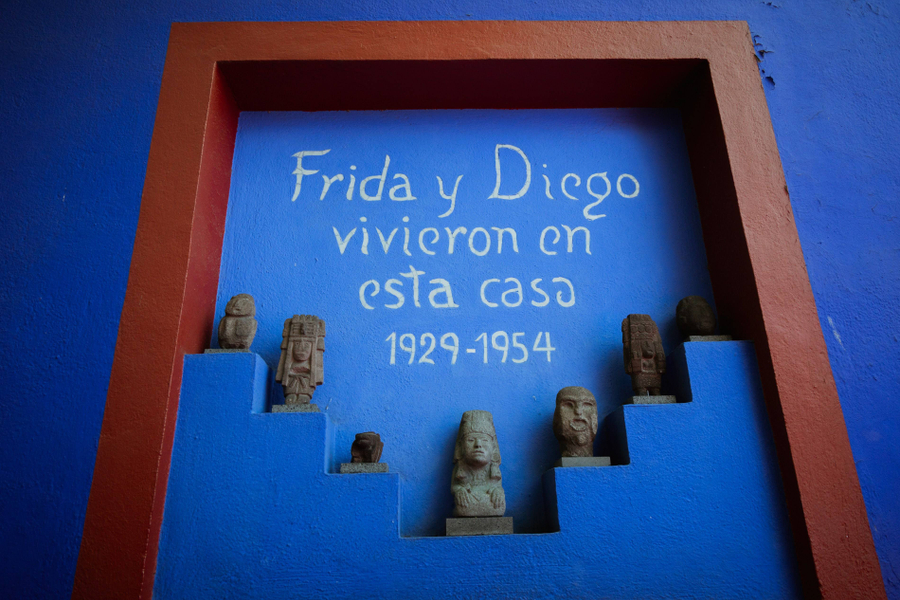 Frida y Diego
vivieron en
esta casa
1929-1954